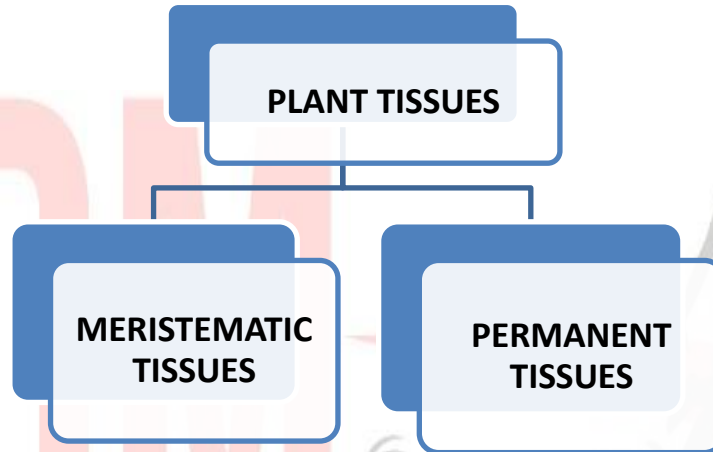 PLANT TISSUES
MERISTEMATIC
TISSUES
PERMANENT
TISSUES